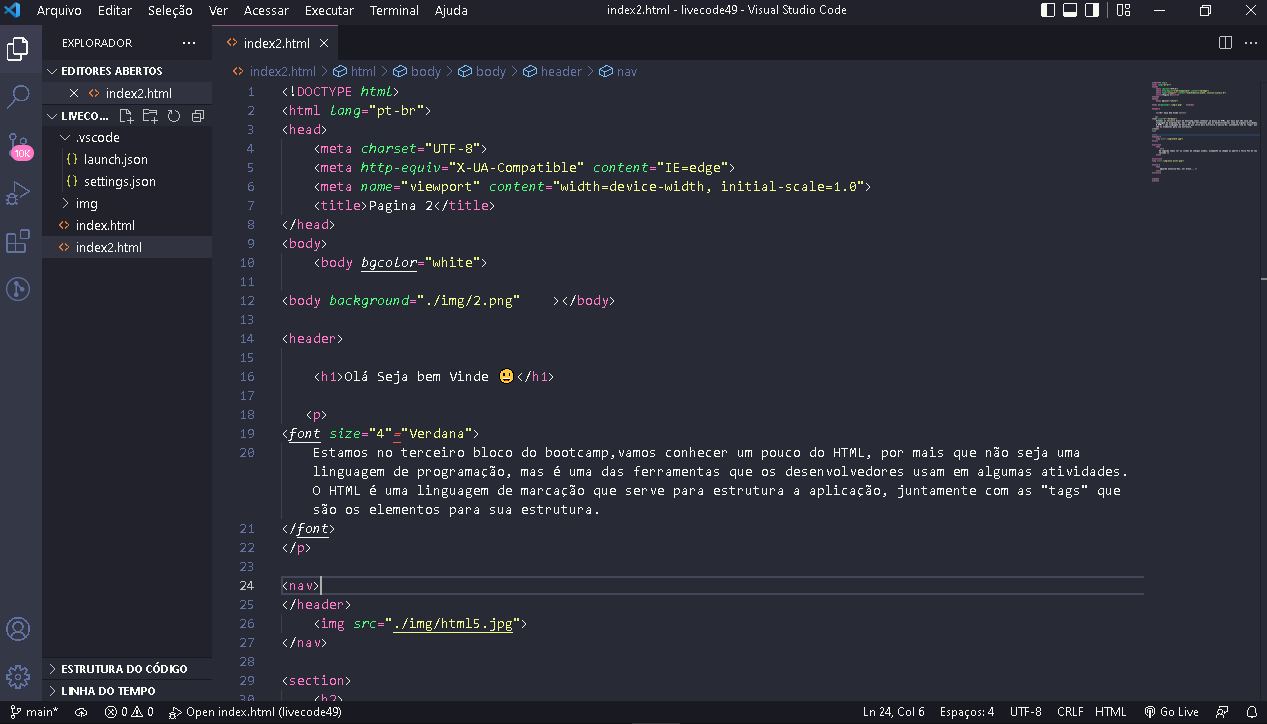 Arquivo Editar Seleção Ver Acessar Executar Terminal Ajuda
index2.html - livecode49 - Visual Studio Code
EXPLORADOR
EDITORES ABERTOS
index2.html
LIVECO...
.vscode
{} launch.json
{} settings.json
img
<> index.html
<> index2.html
10K
ESTRUTURA DO CÓDIGO
LINHA DO TEMPO
index2.html
index2.html > html > body > body > header > nav
1 <!DOCTYPE html>
2 <html lang="pt-br">
3 <head>
4 <meta charset="UTF-8">
5 <meta http-equiv="X-UA-Compatible" content="IE=edge">
6 <meta name="viewport" content="width=device-width, initial-scale=1.0">
7 <title>Pagina 2</title>
8 </head>
9 <body>
10 <body bgcolor="white">
11
12 <body background="./img/2.png" ></body>
13
14 <header>
15
16 <h1>Olá Seja bem Vinde 😃</h1>
17
18 <p>
19 <font size="4"="Verdana">
20 Estamos no terceiro bloco do bootcamp,vamos conhecer um pouco do HTML, por mais que não seja uma
linguagem de programação, mas é uma das ferramentas que os desenvolvedores usam em algumas atividades.
O HTML é uma linguagem de marcação que serve para estrutura a aplicação, juntamente com as "tags" que
são os elementos para sua estrutura.
21 </font>
22 </p>
23
24 <nav>
25 </header>
26 <img src="./img/html5.jpg">
27 </nav>
28
29 <section>
30 <h2>
main* 0 0 Open index.html (livecode49)
Ln 24, Col 6 Espaços: 4 UTF-8 CRLF HTML Go Live